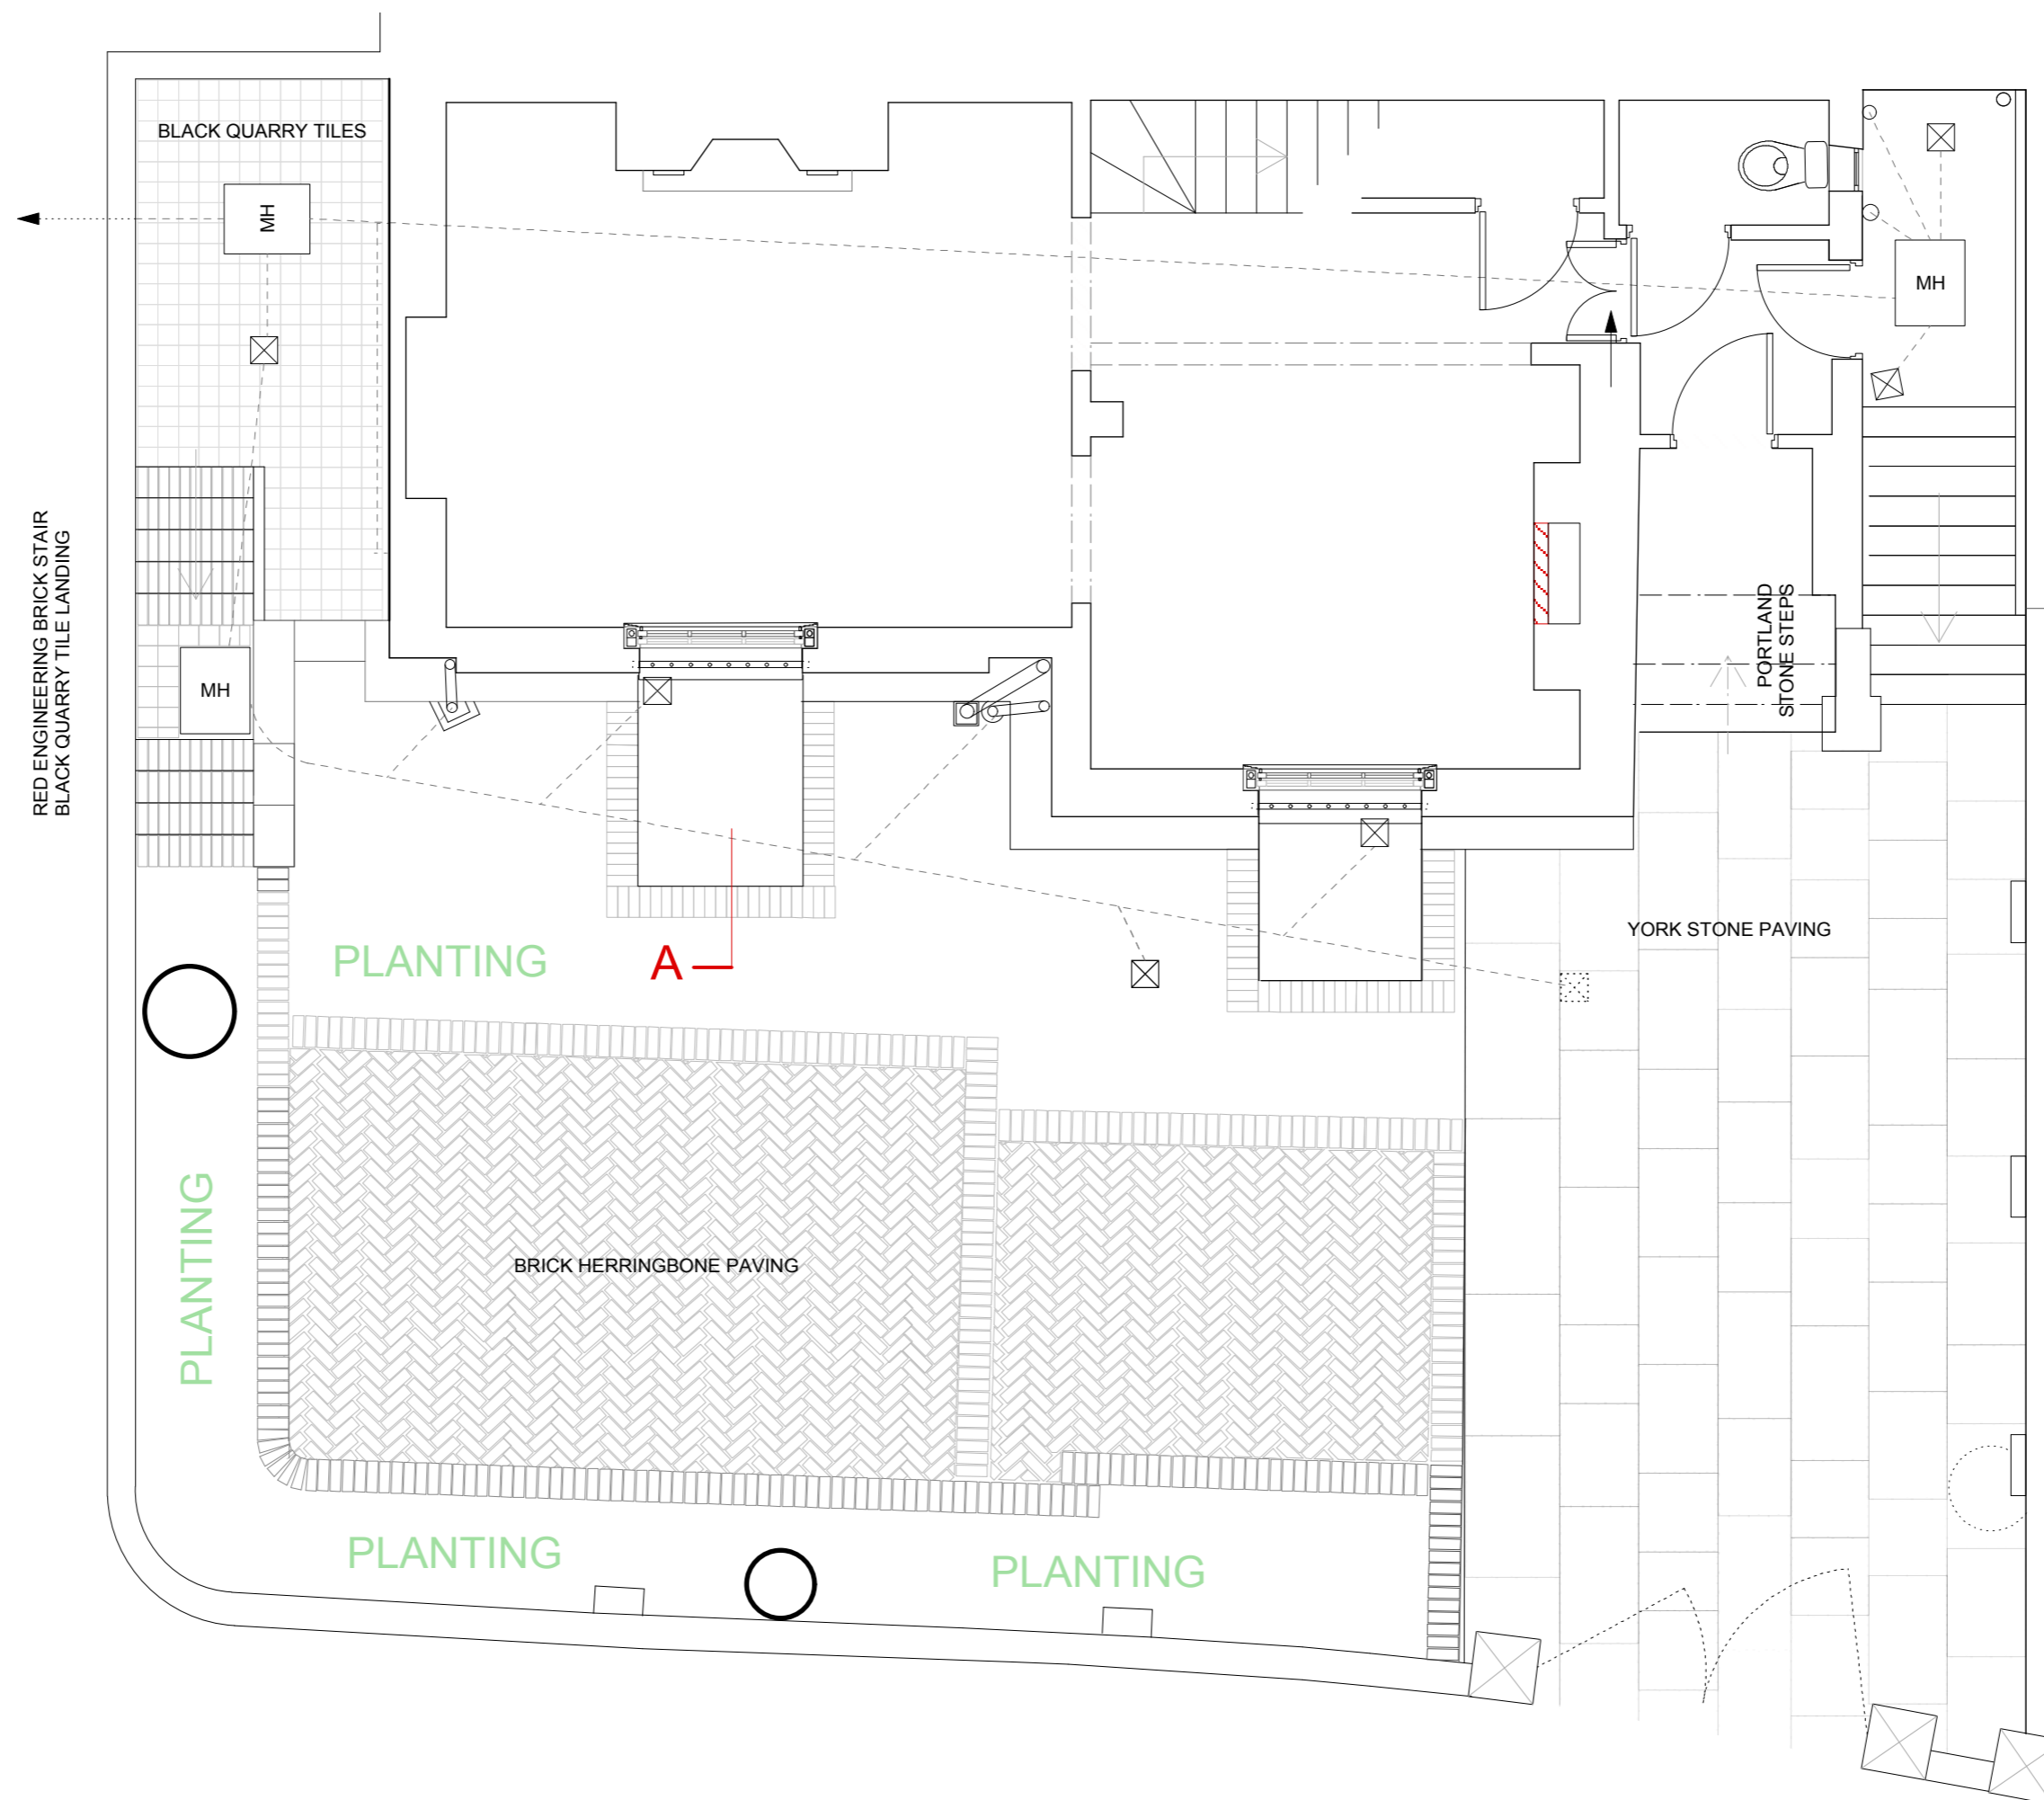 BLACK QUARRY TILES
MH
MH
RED ENGINEERING BRICK STAIR
BLACK QUARRY TILE LANDING
MH
PORTLAND
STONE STEPS
YORK STONE PAVING
PLANTING
A
PLANTING
BRICK HERRINGBONE PAVING
PLANTING
PLANTING